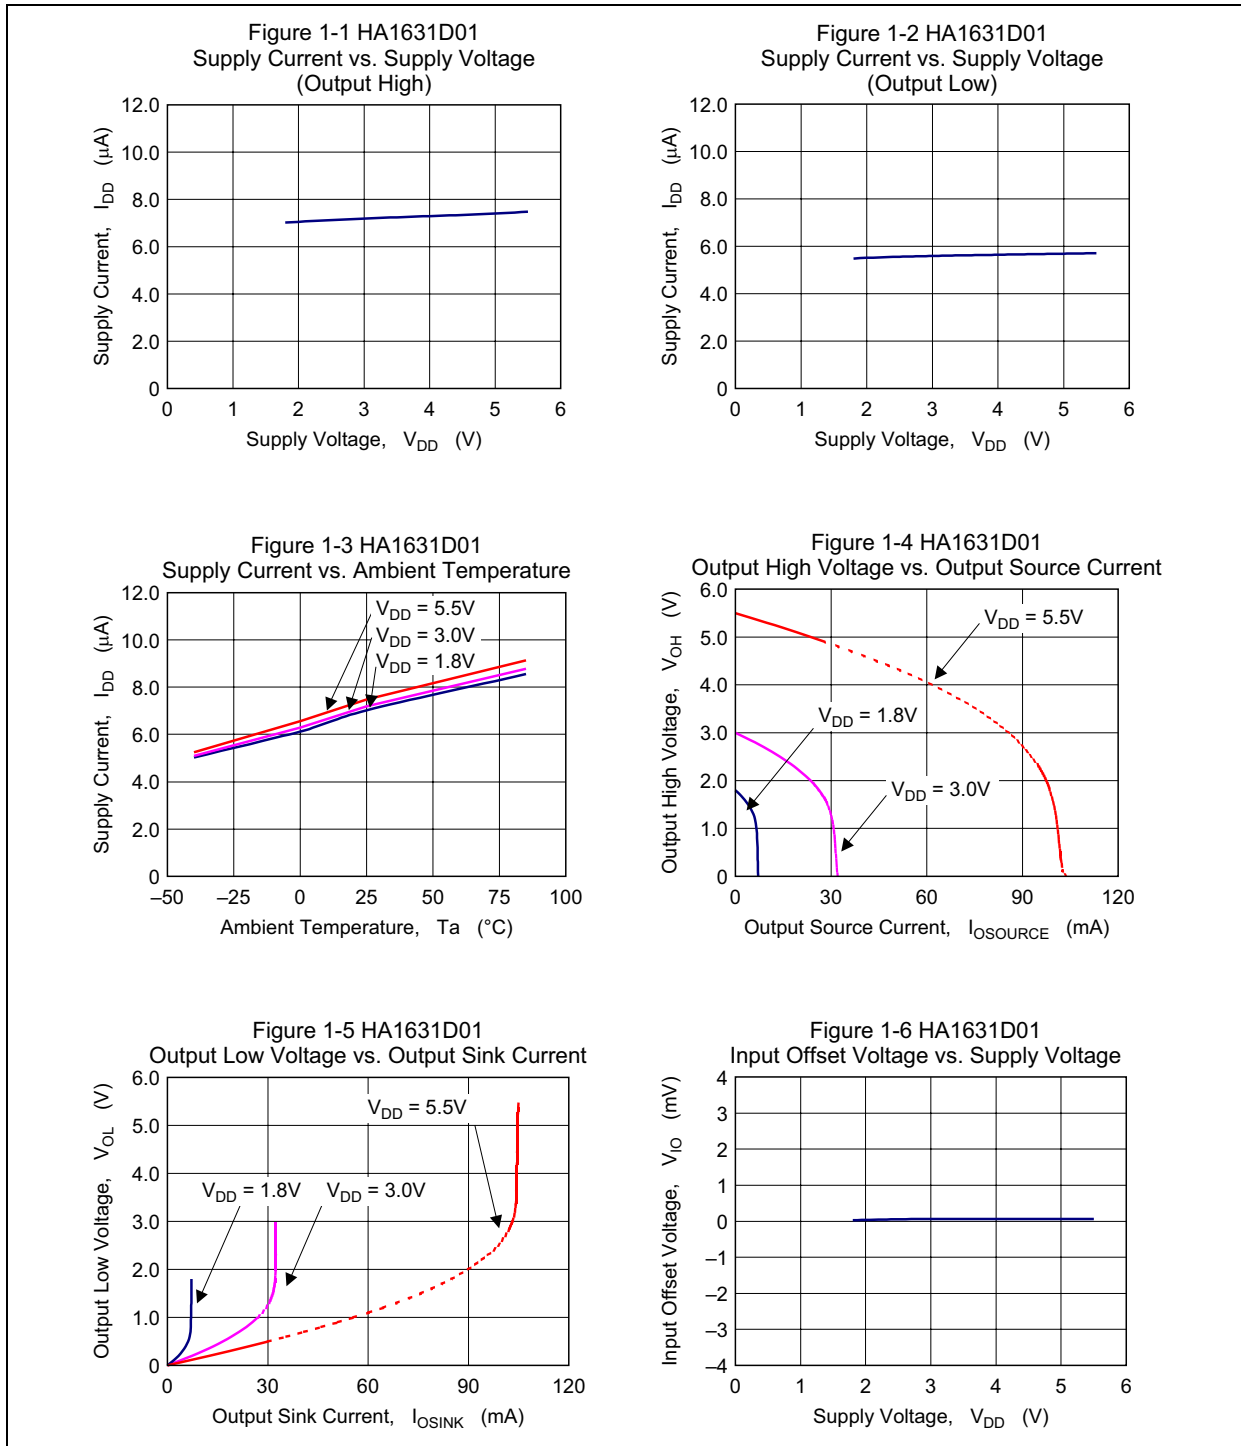 Figure 1-1 HA1631D01
Supply Current vs. Supply Voltage
(Output High)
Supply Current, IDD (μA)
12.0
10.0
8.0
6.0
4.0
2.0
0
0 1 2 3 4 5 6
Supply Voltage, VDD (V)
Figure 1-2 HA1631D01
Supply Current vs. Supply Voltage
(Output Low)
Supply Current, IDD (μA)
12.0
10.0
8.0
6.0
4.0
2.0
0
0 1 2 3 4 5 6
Supply Voltage, VDD (V)
Figure 1-3 HA1631D01
Supply Current vs. Ambient Temperature
Supply Current, IDD (μA)
12.0
10.0
8.0
6.0
4.0
2.0
0
VDD = 5.5V
VDD = 3.0V
VDD = 1.8V
–50 –25 0 25 50 75 100
Ambient Temperature, Ta (°C)
Figure 1-4 HA1631D01
Output High Voltage vs. Output Source Current
Output High Voltage, VOH (V)
6.0
5.0
4.0
3.0
2.0
1.0
0
VDD = 5.5V
VDD = 1.8V
VDD = 3.0V
0 30 60 90 120
Output Source Current, IOSOURCE (mA)
Figure 1-5 HA1631D01
Output Low Voltage vs. Output Sink Current
Output Low Voltage, VOL (V)
6.0
5.0
4.0
3.0
2.0
1.0
0
VDD = 5.5V
VDD = 1.8V
VDD = 3.0V
0 30 60 90 120
Output Sink Current, IOSINK (mA)
Figure 1-6 HA1631D01
Input Offset Voltage vs. Supply Voltage
Input Offset Voltage, VIO (mV)
4
3
2
1
0
–1
–2
–3
–4
0 1 2 3 4 5 6
Supply Voltage, VDD (V)